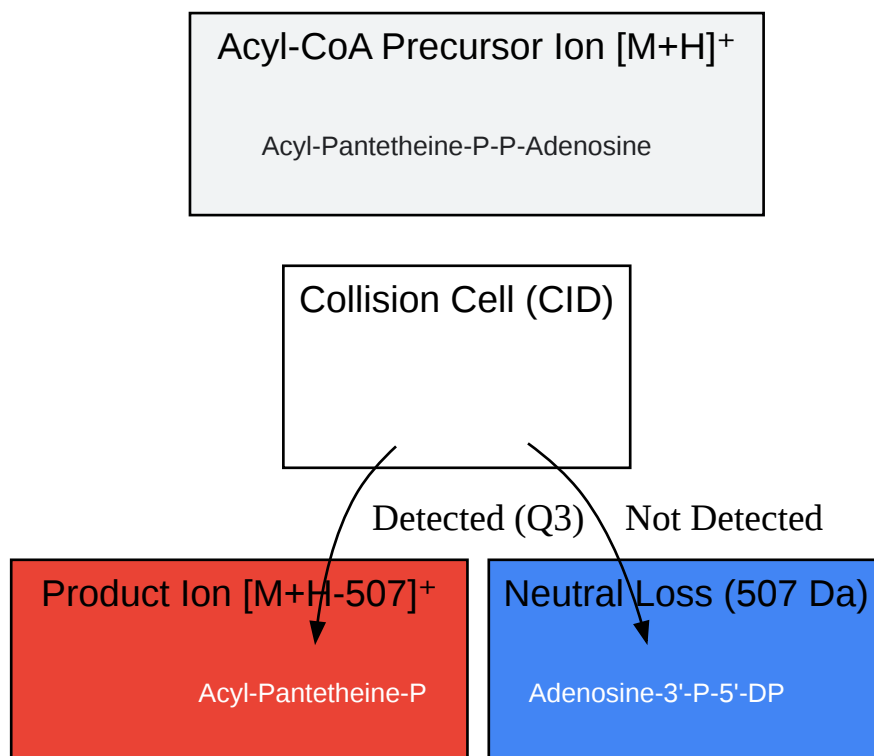 Acyl-CoA Precursor Ion [M+H]⁺
Acyl-Pantetheine-P-P-Adenosine
Collision Cell (CID)
Detected (Q3)
Not Detected
Product Ion [M+H-507]⁺
Neutral Loss (507 Da)
Acyl-Pantetheine-P
Adenosine-3'-P-5'-DP